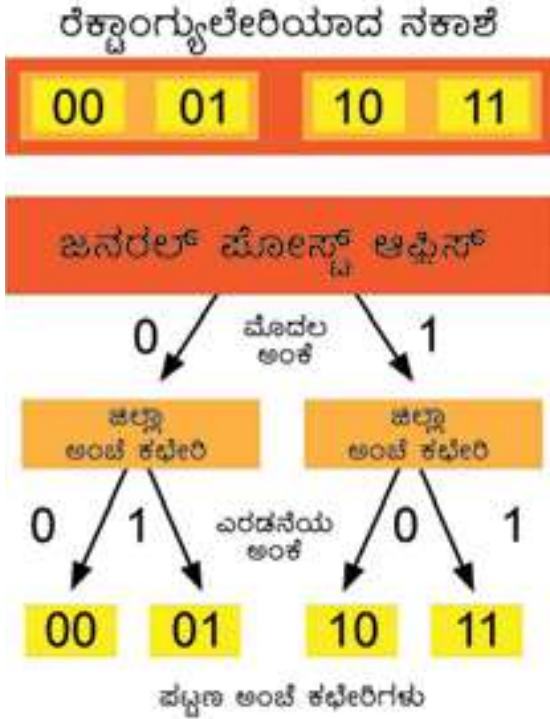 ರೆಕ್ಟಾಂಗ್ಯುಲೇರಿಯಾದ ನಕಾಶೆ
00 01 10 11
ಜನರಲ್ ಪೋಸ್ಟ್ ಆಫ಼ಿಸ್
0 ಮೊದಲ 1
ಅಂಕೆ
ಜಿಲ್ಲಾ ಜಿಲ್ಲಾ
ಅಂಚೆ ಕಛೇರಿ ಅಂಚೆ ಕಛೇರಿ
0 1 ಎರಡನೆಯ 0 1
ಅಂಕೆ
00 01 10 11
ಪಟ್ಟಣ ಅಂಚೆ ಕಛೇರಿಗಳು